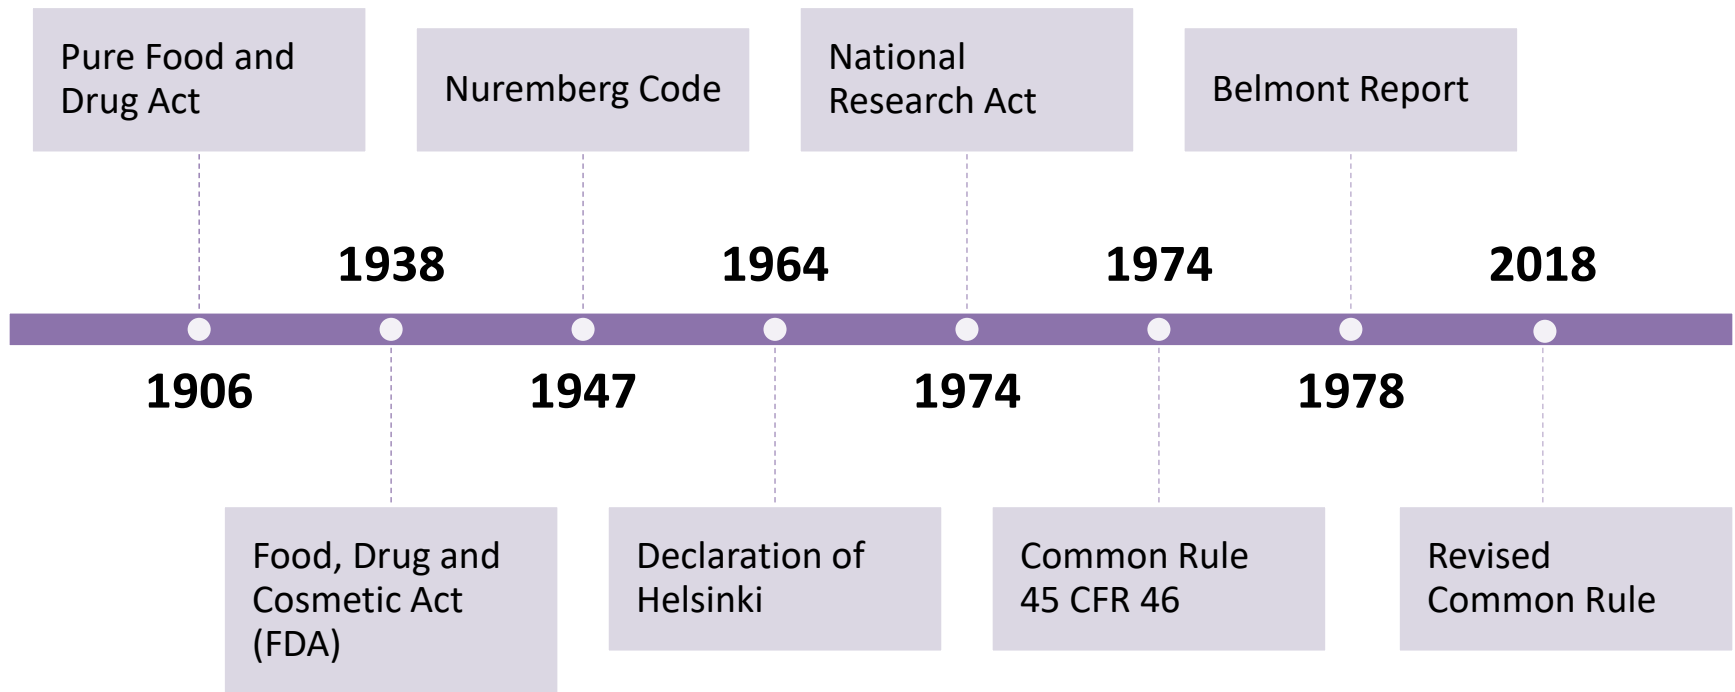 Pure Food and
Drug Act
Nuremberg Code
National
Research Act
Belmont Report
1938
1964
1974
2018
1906
1947
1974
1978
Food, Drug and
Cosmetic Act
(FDA)
Declaration of
Helsinki
Common Rule
45 CFR 46
Revised
Common Rule